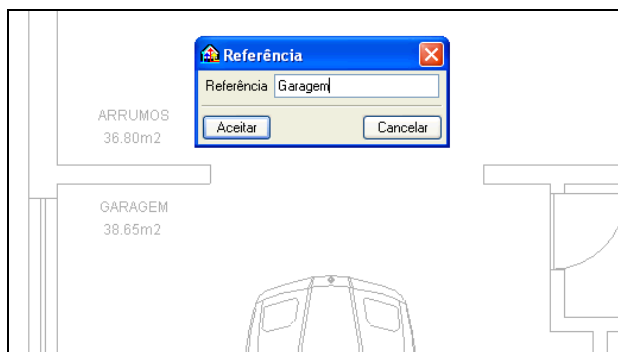 Referência
Referência Garagem
Aceitar Cancelar
ARRUMOS
36.80m2
GARAGEM
38.65m2